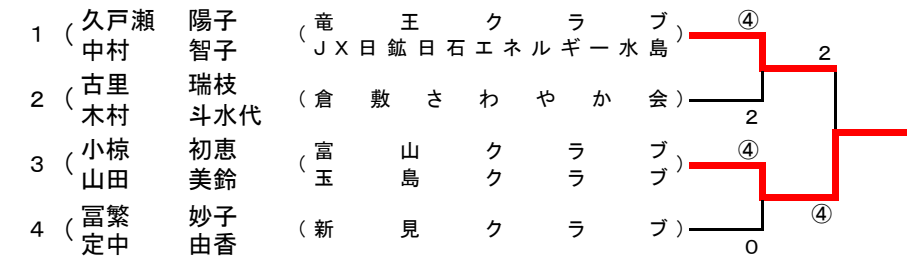 久戸瀬 陽子 竜王クラブ ④
1 ( ( )
中村 智子 JX日鉱日石エネルギー水島
2
古里 瑞枝
2 ( (倉敷さわやか会)
木村 斗水代
2
小椋 初恵 富山クラブ ④
3 ( ( )
山田 美鈴 玉島クラブ
④
冨繁 妙子
4 ( (新見クラブ)
定中 由香
0